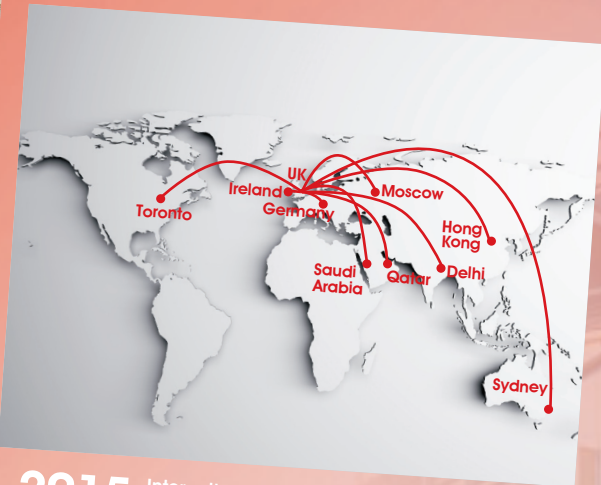 UK
Ireland
Germany
Moscow
Toronto
Hong
Kong
Saudi
Arabia
Qatar
Delhi
Sydney
2015